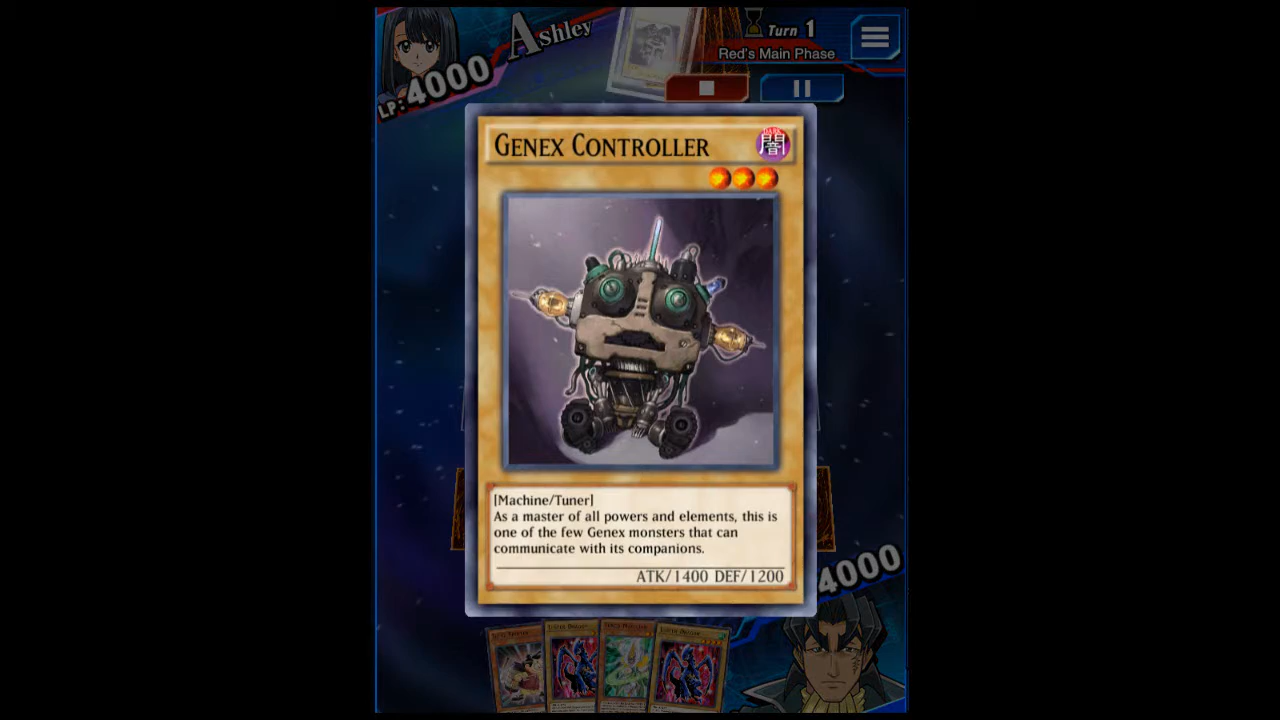 Ashley
LP: 4000
Turn 1
Red's Main Phase
GENEX CONTROLLER
DARK
闇
[Machine/Tuner]
As a master of all powers and elements, this is
one of the few Genex monsters that can
communicate with its companions.
ATK/1400 DEF/1200
4000